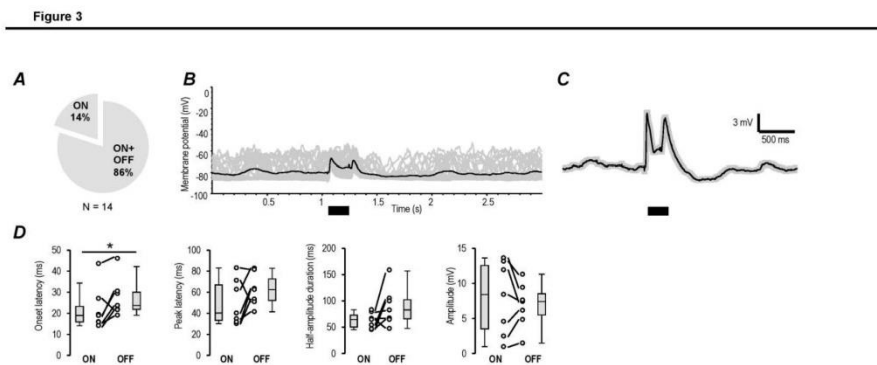 Figure 3
A
ON
14%
ON+
OFF
86%
N = 14
B
Membrane potential (mV)
0
-20
-40
-60
-80
-100
0.5
1.0
1.5
2.0
2.5
Time (s)
C
3 mV
500 ms
D
Onset latency (ms)
50
40
30
20
10
0
*
ON OFF
Peak latency (ms)
100
80
60
40
20
0
ON OFF
Half-amplitude duration (ms)
200
150
100
50
0
ON OFF
Amplitude (mV)
15
10
5
0
ON OFF